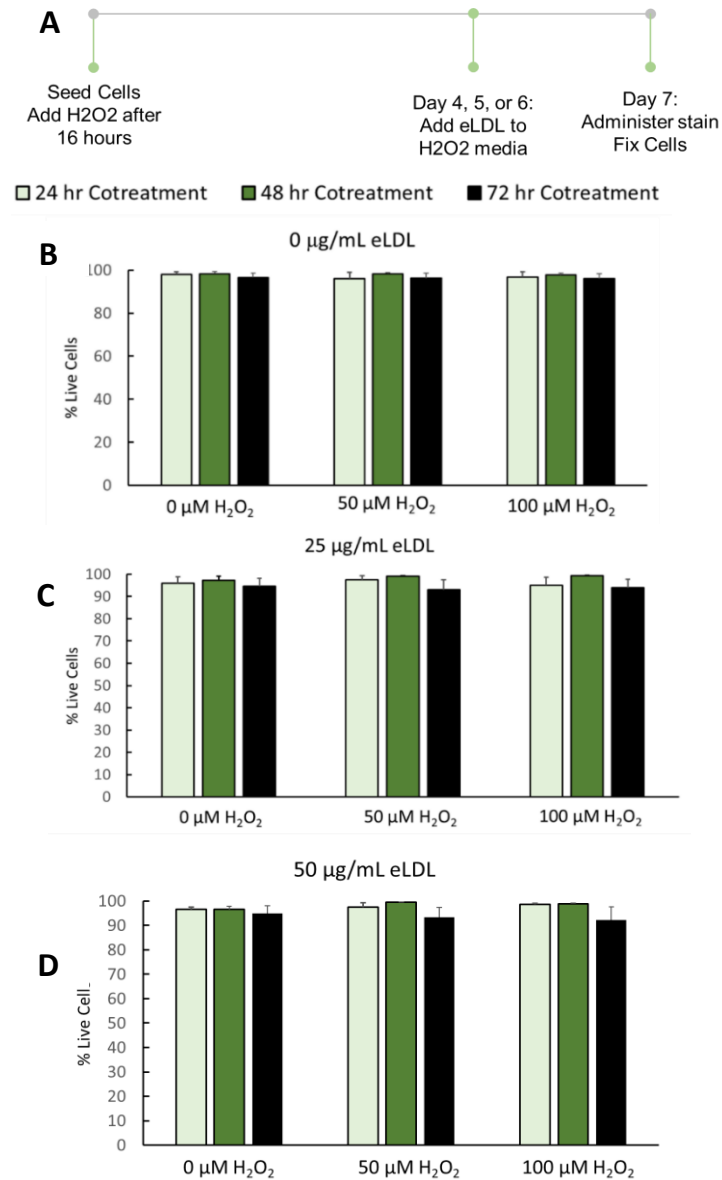 A
Seed Cells
Add H2O2 after
16 hours
Day 4, 5, or 6:
Add eLDL to
H2O2 media
Day 7:
Administer stain
Fix Cells
24 hr Cotreatment 48 hr Cotreatment 72 hr Cotreatment
B
0 µg/mL eLDL
100
80
60
40
20
0
% Live Cells
0 µM H₂O₂ 50 µM H₂O₂ 100 µM H₂O₂
C
25 µg/mL eLDL
100
90
80
70
60
50
40
30
20
10
0
% Live Cells
0 µM H₂O₂ 50 µM H₂O₂ 100 µM H₂O₂
D
50 µg/mL eLDL
100
90
80
70
60
50
40
30
20
10
0
% Live Cell
0 µM H₂O₂ 50 µM H₂O₂ 100 µM H₂O₂